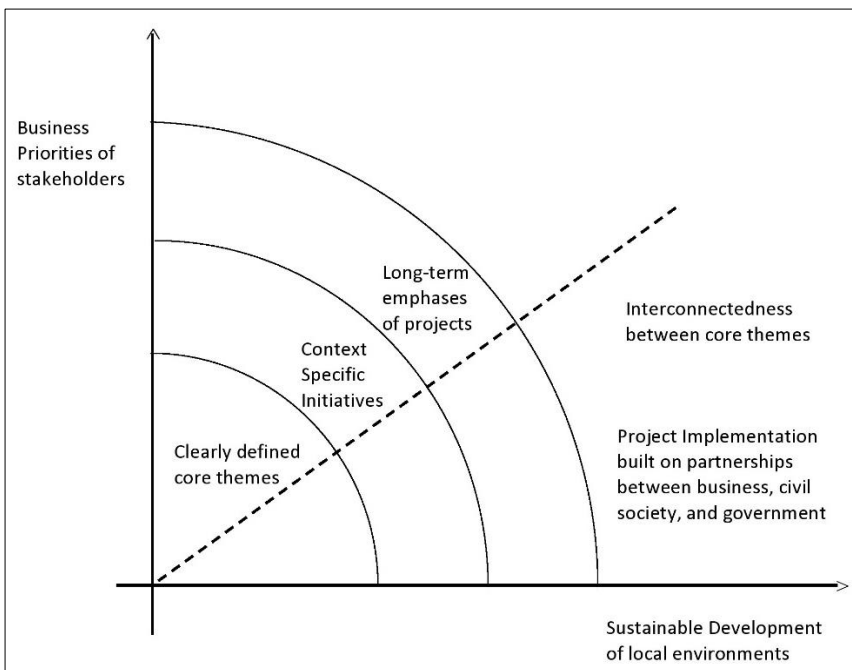 Business
Priorities of
stakeholders
Long-term
emphases
of projects
Context
Specific
Initiatives
Clearly defined
core themes
Interconnectedness
between core themes
Project Implementation
built on partnerships
between business, civil
society, and government
Sustainable Development
of local environments